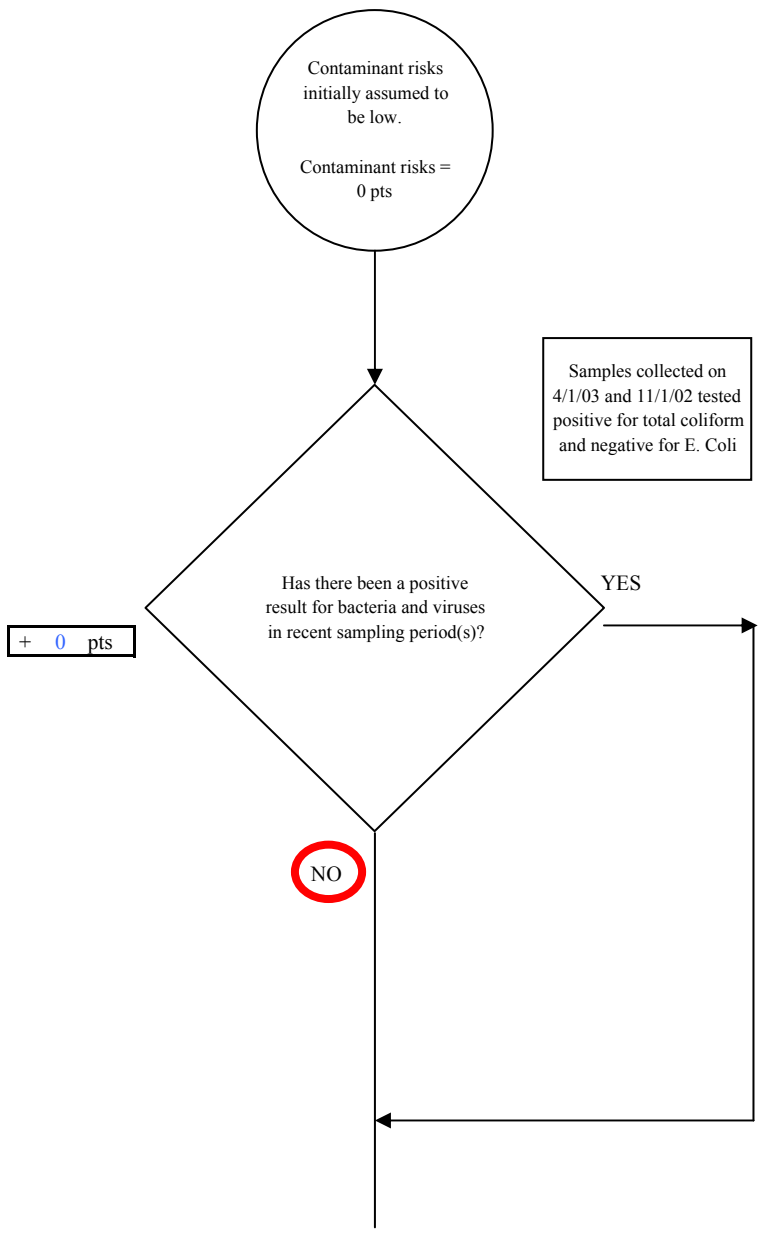 Contaminant risks
initially assumed to
be low.
Contaminant risks =
0 pts
Samples collected on
4/1/03 and 11/1/02 tested
positive for total coliform
and negative for E. Coli
Has there been a positive
result for bacteria and viruses
in recent sampling period(s)?
YES
+ 0 pts
NO